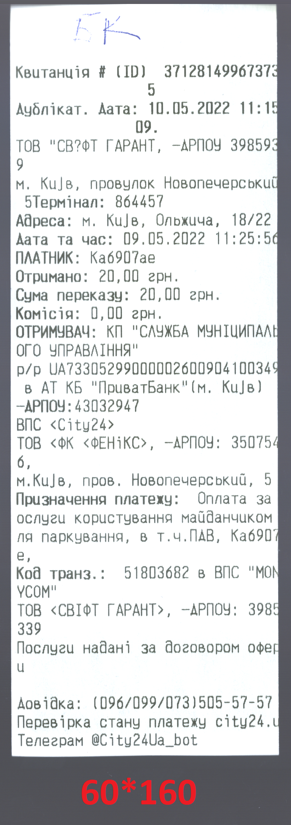 БК
Квитанція # (ID) 37128149967373
5
Аублікат. Аата: 10.05.2022 11:15
09.
ТОВ "СВ?ФТ ГАРАНТ, –АРПОУ 398593
9
м. КиЈв, провулок Новопечерський
5Термінал: 864457
Адреса: м. КиЈв, Ольжича, 18/22
Аата та час: 09.05.2022 11:25:56
ПЛАТНИК: Ка6907ае
Отримано: 20,00 грн.
Сума переказу: 20,00 грн.
Комісія: 0,00 грн.
ОТРИМУВАЧ: КП "СЛУЖБА МУНІЦИПАЛЬ
ОГО УПРАВЛІННЯ"
р/р UA73305299000002600904100349
в АТ КБ "ПриватБанк"(м. КиЈв)
–АРПОУ:43032947
ВПС <City24>
ТОВ <ФК <ФЕНіКС>, –АРПОУ: 350754
6,
м.КиЈв, пров. Новопечерський, 5
Призначення платежу: Оплата за
ослуги користування майданчиком
ля паркування, в т.ч.ПАВ, Ка6907
е,
Код транз.: 51803682 в ВПС "MON
YCOM"
ТОВ <СВІФТ ГАРАНТ>, –АРПОУ: 3985
339
Послуги надані за договором офер
и
Аовідка: (096/099/073)505-57-57
Перевірка стану платежу city24.u
Телеграм @City24Ua_bot
60*160